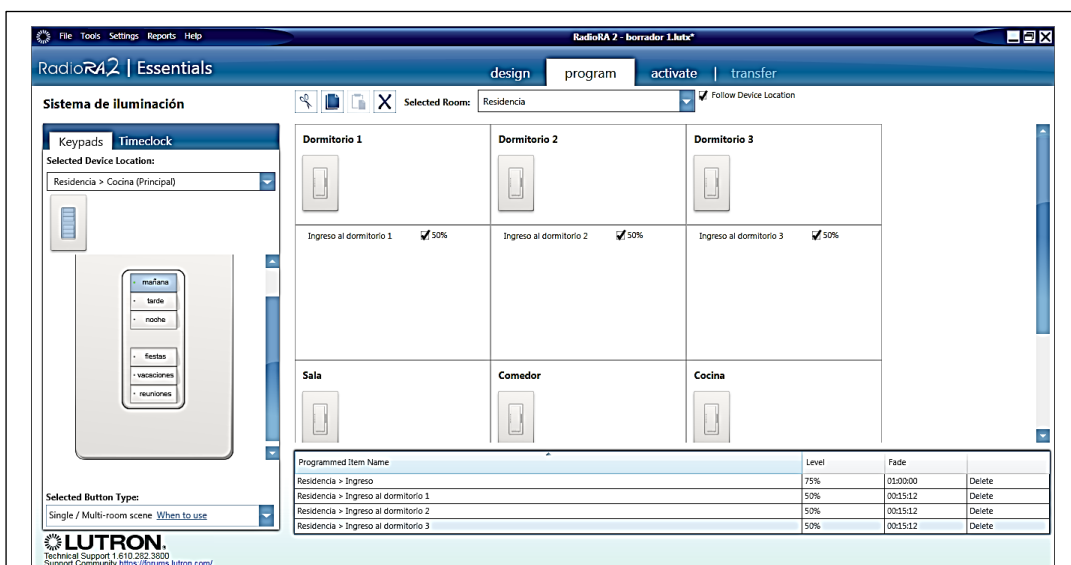 File Tools Settings Reports Help
RadioRA 2 - borrador 1.lutx*
RadioRA2 | Essentials
design program activate | transfer
Sistema de iluminación
Selected Room: Residencia Follow Device Location
Keypads Timeclock
Selected Device Location:
Residencia > Cocina (Principal)
mañana
tarde
noche
fiestas
vacaciones
reuniones
Selected Button Type:
Single / Multi-room scene When to use
Dormitorio 1 Dormitorio 2 Dormitorio 3
Ingreso al dormitorio 1 50% Ingreso al dormitorio 2 50% Ingreso al dormitorio 3 50%
Sala Comedor Cocina
Programmed Item Name Level Fade
Residencia > Ingreso 75% 01:00:00 Delete
Residencia > Ingreso al dormitorio 1 50% 00:15:12 Delete
Residencia > Ingreso al dormitorio 2 50% 00:15:12 Delete
Residencia > Ingreso al dormitorio 3 50% 00:15:12 Delete
LUTRON.
Technical Support 1.610.282.3800
Support Community https://forums.lutron.com/